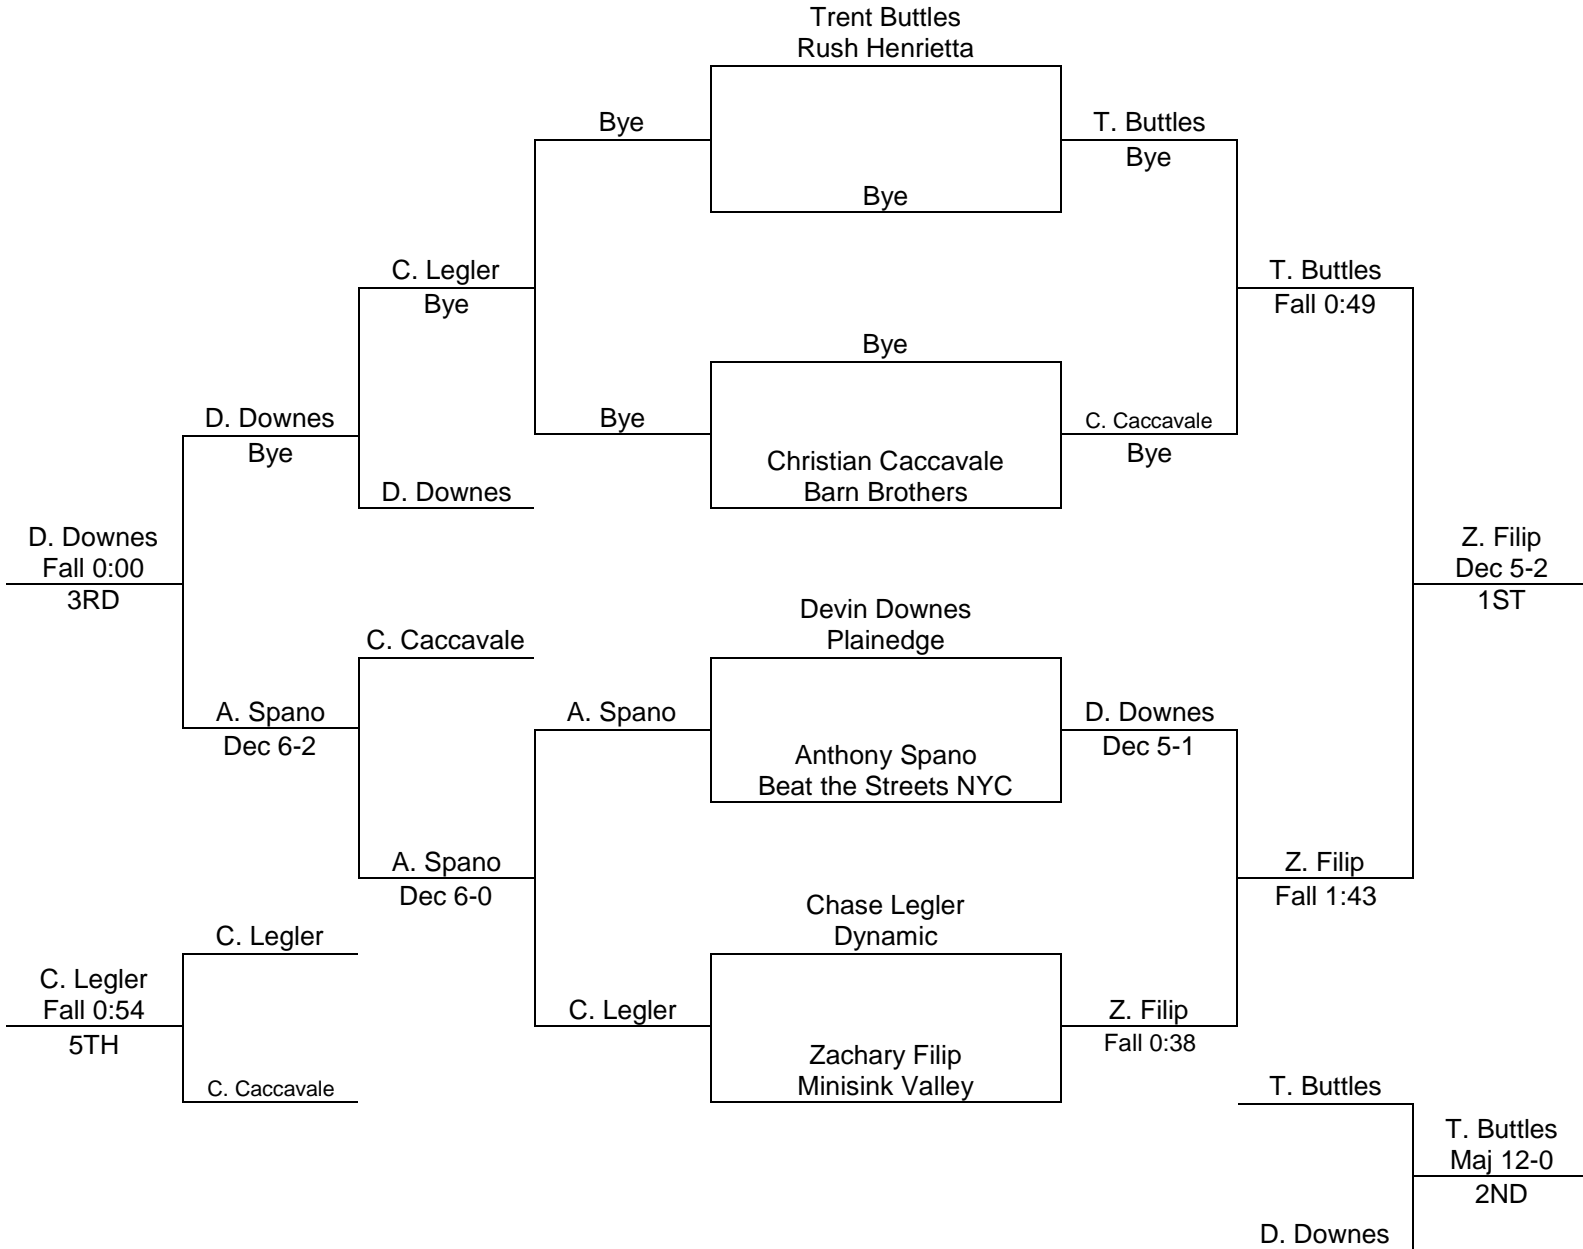 Trent Buttles
Rush Henrietta
Bye
T. Buttles
Bye
Bye
C. Legler
Bye
T. Buttles
Fall 0:49
Bye
D. Downes
Bye
Bye
C. Caccavale
Bye
Christian Caccavale
Barn Brothers
D. Downes
D. Downes
Fall 0:00
3RD
Z. Filip
Dec 5-2
1ST
Devin Downes
Plainedge
C. Caccavale
A. Spano
Dec 6-2
A. Spano
D. Downes
Dec 5-1
Anthony Spano
Beat the Streets NYC
A. Spano
Dec 6-0
Z. Filip
Fall 1:43
Chase Legler
Dynamic
C. Legler
C. Legler
Fall 0:54
5TH
C. Legler
Z. Filip
Fall 0:38
Zachary Filip
Minisink Valley
C. Caccavale
T. Buttles
T. Buttles
Maj 12-0
2ND
D. Downes